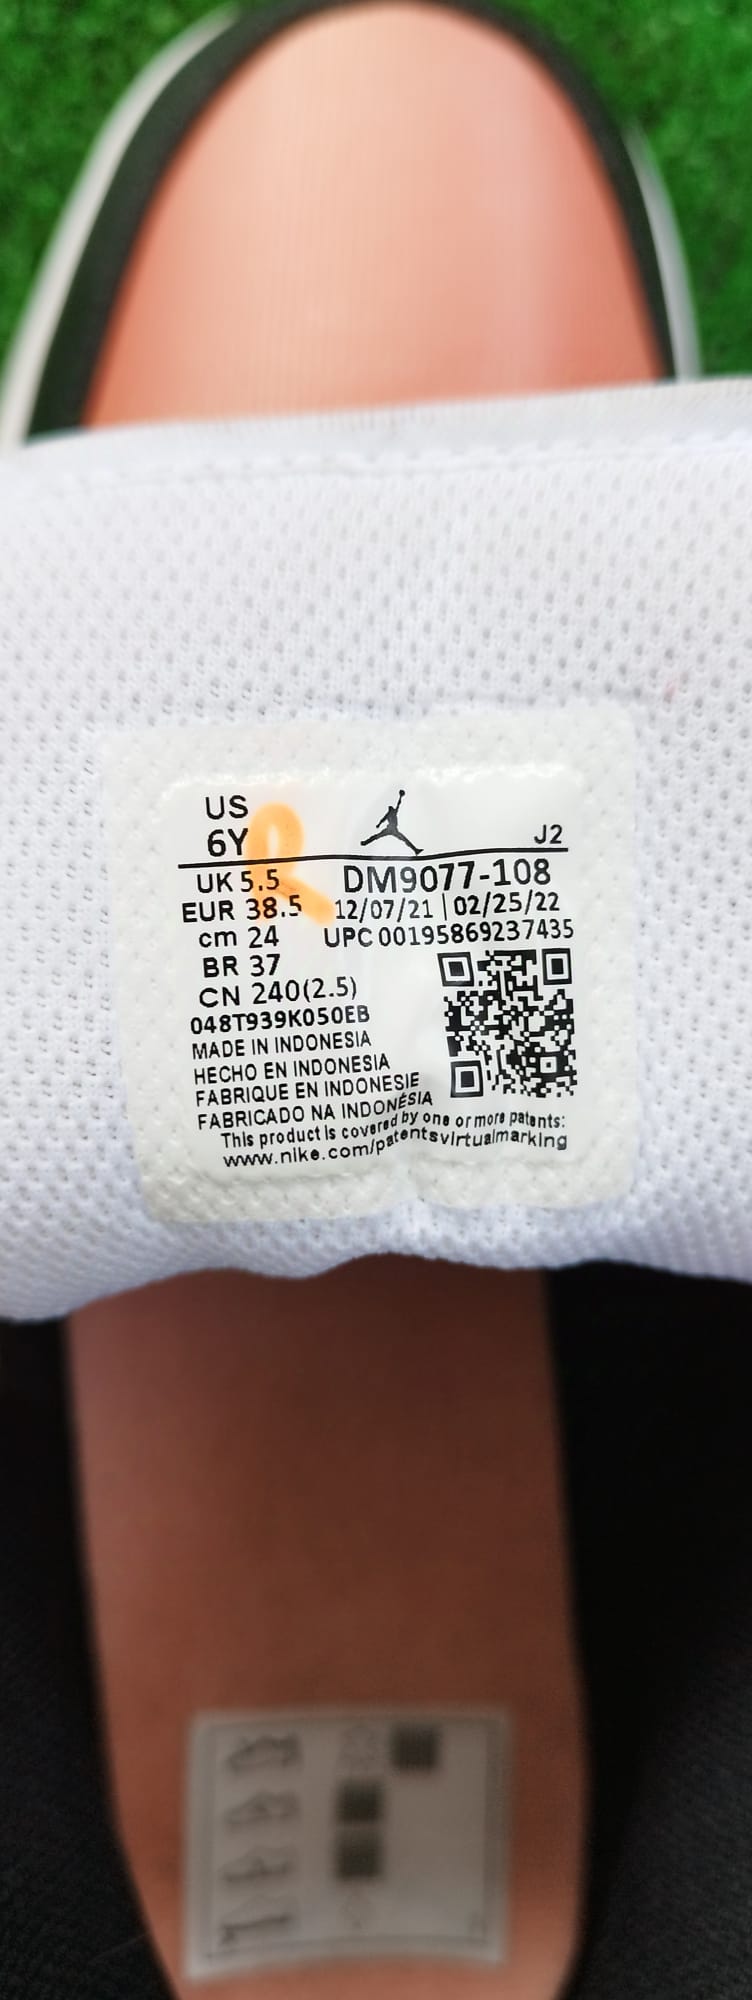 US
6Y
J2
UK 5.5
DM9077-108
EUR 38.5
12/07/21 | 02/25/22
cm 24
UPC 00195869237435
BR 37
CN 240(2.5)
048T939K050EB
MADE IN INDONESIA
HECHO EN INDONESIA
FABRIQUE EN INDONESIE
FABRICADO NA INDONÉSIA
This product is covered by one or more patents:
www.nike.com/patentsvirtualmarking